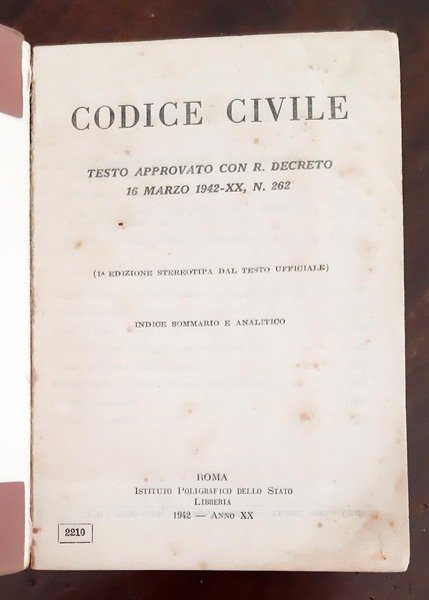 CODICE CIVILE
TESTO APPROVATO CON R. DECRETO
16 MARZO 1942-XX, N. 262
(1ª EDIZIONE STEREOTIPA DAL TESTO UFFICIALE)
INDICE SOMMARIO E ANALITICO
ROMA
ISTITUTO POLIGRAFICO DELLO STATO
LIBRERIA
1942 — ANNO XX
2210